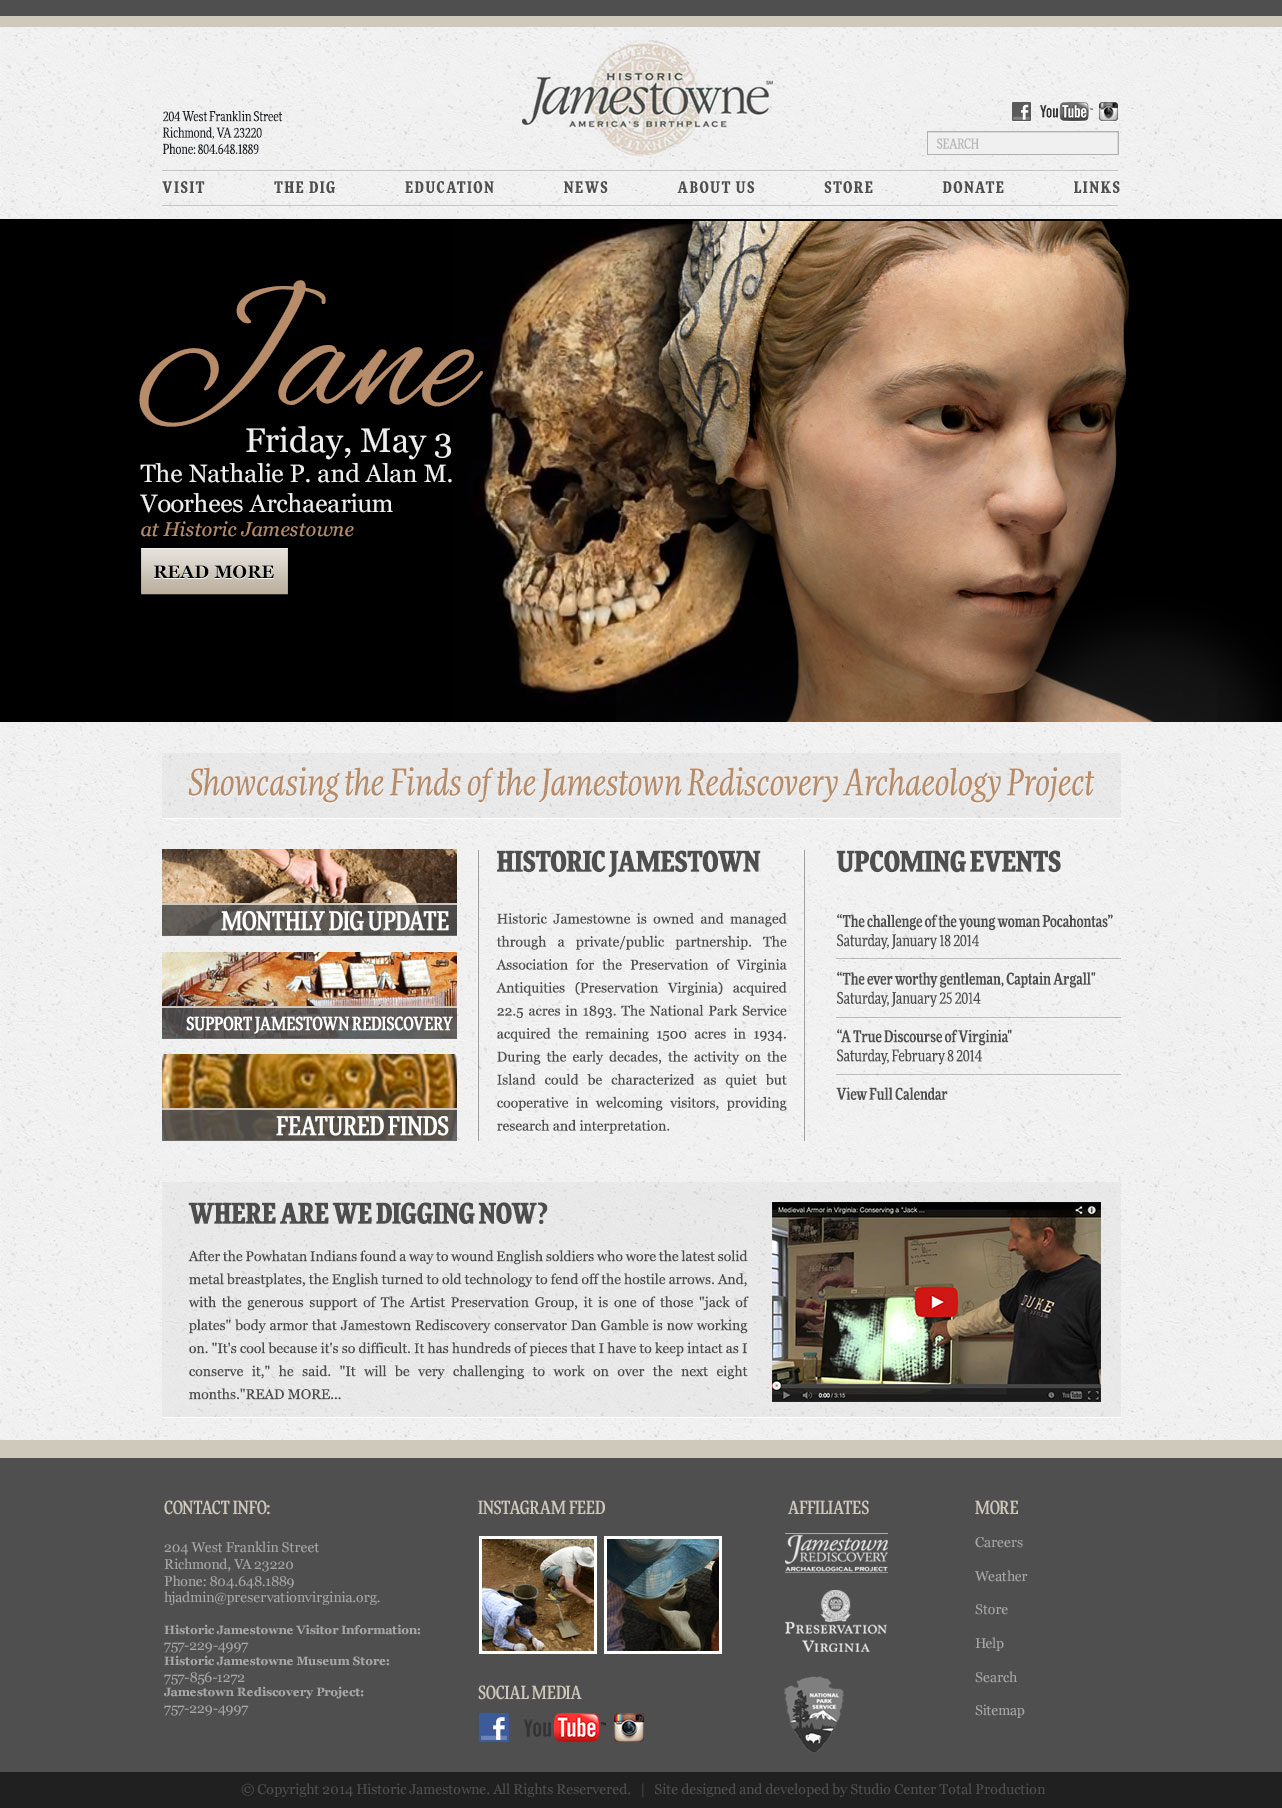 HISTORIC
Jamestowne
AMERICA'S BIRTHPLACE
204 West Franklin Street
Richmond, VA 23220
Phone: 804.648.1889
You Tube
SEARCH
VISIT THE DIG EDUCATION NEWS ABOUT US STORE DONATE LINKS
Jane
Friday, May 3
The Nathalie P. and Alan M.
Voorhees Archaearium
at Historic Jamestowne
READ MORE
Showcasing the Finds of the Jamestown Rediscovery Archaeology Project
MONTHLY DIG UPDATE
SUPPORT JAMESTOWN REDISCOVERY
FEATURED FINDS
HISTORIC JAMESTOWN
Historic Jamestowne is owned and managed
through a private/public partnership. The
Association for the Preservation of Virginia
Antiquities (Preservation Virginia) acquired
22.5 acres in 1893. The National Park Service
acquired the remaining 1500 acres in 1934.
During the early decades, the activity on the
Island could be characterized as quiet but
cooperative in welcoming visitors, providing
research and interpretation.
UPCOMING EVENTS
“The challenge of the young woman Pocahontas”
Saturday, January 18 2014
“The ever worthy gentleman, Captain Argall"
Saturday, January 25 2014
“A True Discourse of Virginia"
Saturday, February 8 2014
View Full Calendar
WHERE ARE WE DIGGING NOW?
After the Powhatan Indians found a way to wound English soldiers who wore the latest solid
metal breastplates, the English turned to old technology to fend off the hostile arrows. And,
with the generous support of The Artist Preservation Group, it is one of those "jack of
plates" body armor that Jamestown Rediscovery conservator Dan Gamble is now working
on. "It's cool because it's so difficult. It has hundreds of pieces that I have to keep intact as I
conserve it," he said. "It will be very challenging to work on over the next eight
months."READ MORE...
Medieval Armor in Virginia: Conserving a "Jack ...
DUKE
0:00 / 3:15
You Tube
CONTACT INFO:
204 West Franklin Street
Richmond, VA 23220
Phone: 804.648.1889
hjadmin@preservationvirginia.org.
Historic Jamestowne Visitor Information:
757-229-4997
Historic Jamestowne Museum Store:
757-856-1272
Jamestown Rediscovery Project:
757-229-4997
INSTAGRAM FEED
SOCIAL MEDIA
You Tube
AFFILIATES
Jamestown
REDISCOVERY
ARCHAEOLOGICAL PROJECT
PRESERVATION
VIRGINIA
NATIONAL
PARK
SERVICE
MORE
Careers
Weather
Store
Help
Search
Sitemap
© Copyright 2014 Historic Jamestowne. All Rights Reservered. | Site designed and developed by Studio Center Total Production